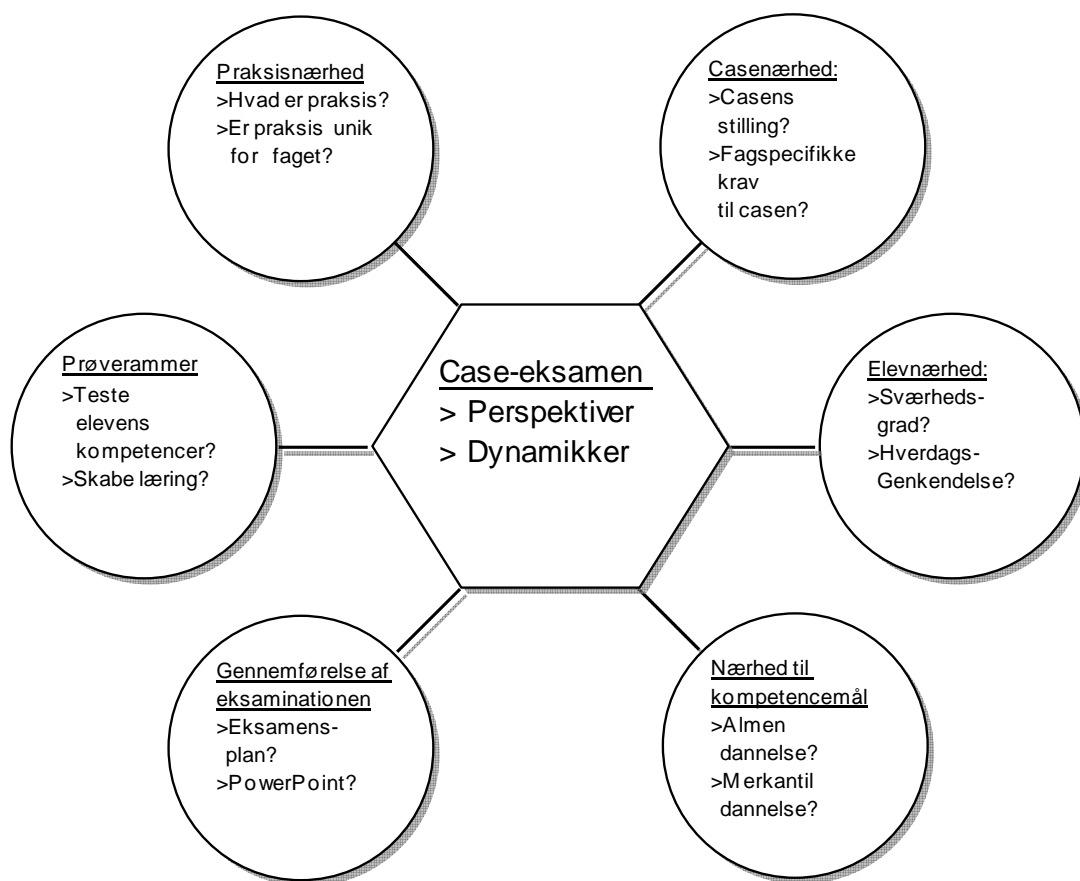 Praksisnærhed
>Hvad er praksis?
>Er praksis unik
for faget?
Casenærhed:
>Casens
stilling?
>Fagspecifikke
krav
til casen?
Prøverammer
>Teste
elevens
kompetencer?
>Skabe læring?
Case-eksamen
> Perspektiver
> Dynamikker
Elevnærhed:
>Sværheds-
grad?
>Hverdags-
Genkendelse?
Gennemførelse af
eksaminationen
>Eksamens-
plan?
>PowerPoint?
Nærhed til
kompetencemål
>Almen
dannelse?
>Merkantil
dannelse?